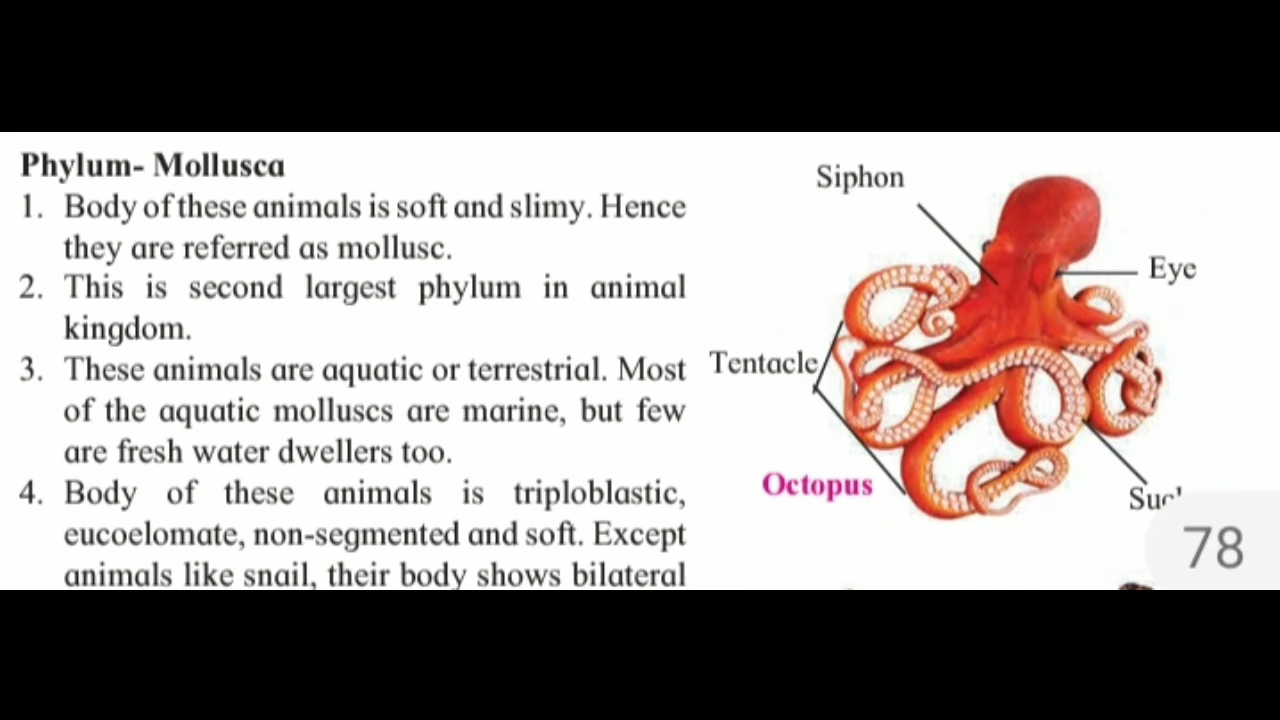 Phylum- Mollusca
1. Body of these animals is soft and slimy. Hence
they are referred as mollusc.
2. This is second largest phylum in animal
kingdom.
3. These animals are aquatic or terrestrial. Most
of the aquatic molluscs are marine, but few
are fresh water dwellers too.
4. Body of these animals is triploblastic,
eucoelomate, non-segmented and soft. Except
animals like snail, their body shows bilateral
Siphon
Eye
Tentacle
Octopus
78